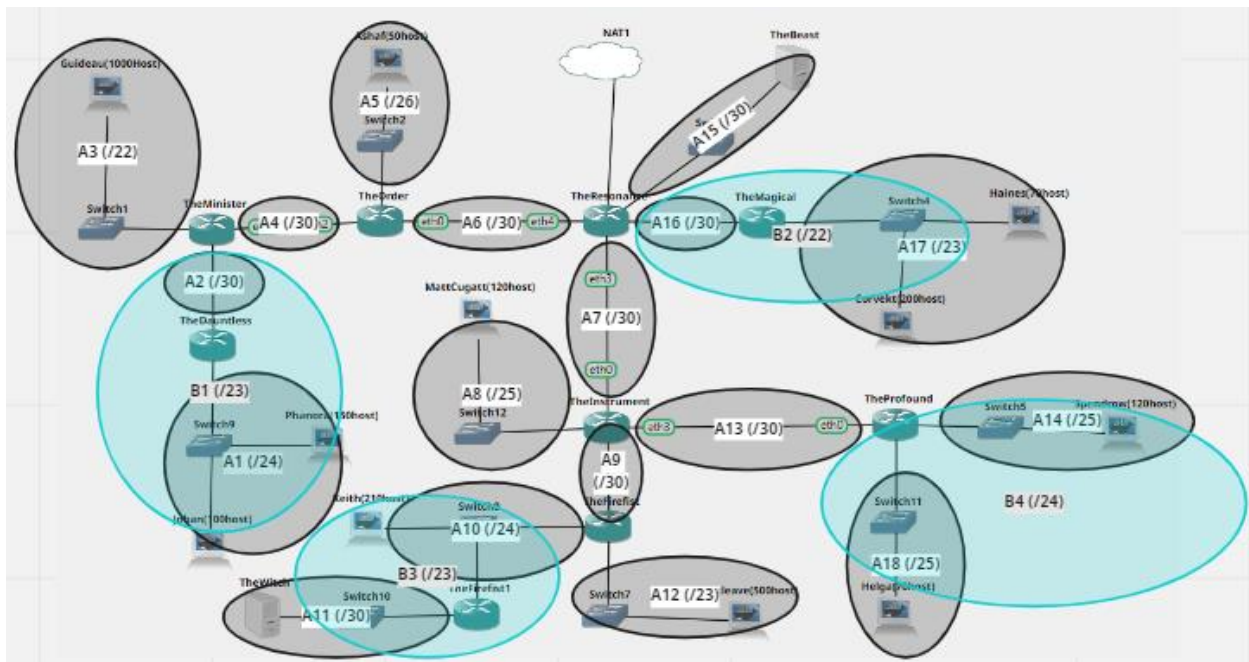 NAT1
TheBeast
Guideau(1000Host)
Ashaf(50host)
A5 (/26)
Switch2
A15 (/30)
A3 (/22)
Switch1
TheMinister
A4 (/30)
TheOrder
eth0
A6 (/30)
eth4
TheResonance
A16 (/30)
TheMagical
B2 (/22)
Switch4
A17 (/23)
Corvekt(200host)
A2 (/30)
TheDauntless
B1 (/23)
Switch9
A1 (/24)
MattCugatt(120host)
A8 (/25)
Switch12
eth3
A7 (/30)
eth0
TheInstrument
eth3
A13 (/30)
eth0
TheProfound
Switch5
A14 (/25)
A9
(/30)
TheFirefist
A10 (/24)
B3 (/23)
TheWitch
A11 (/30)
Switch10
Switch7
A12 (/23)
Switch11
A18 (/25)
B4 (/24)